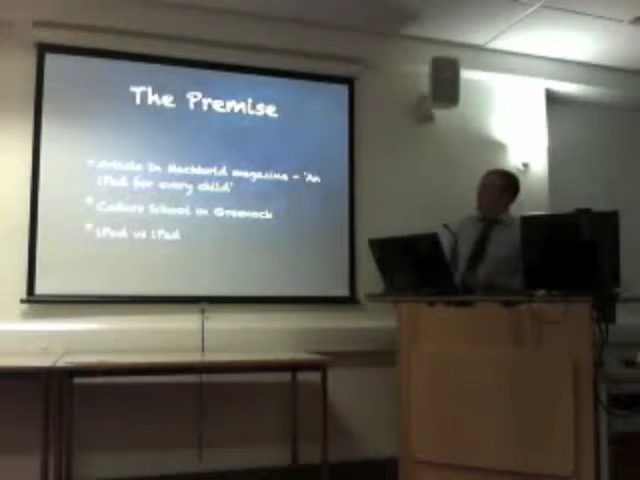 The Premise
* Article in MacWorld magazine - 'An
iPad for every child'
* Cedars School in Greenock
* iPod vs iPad